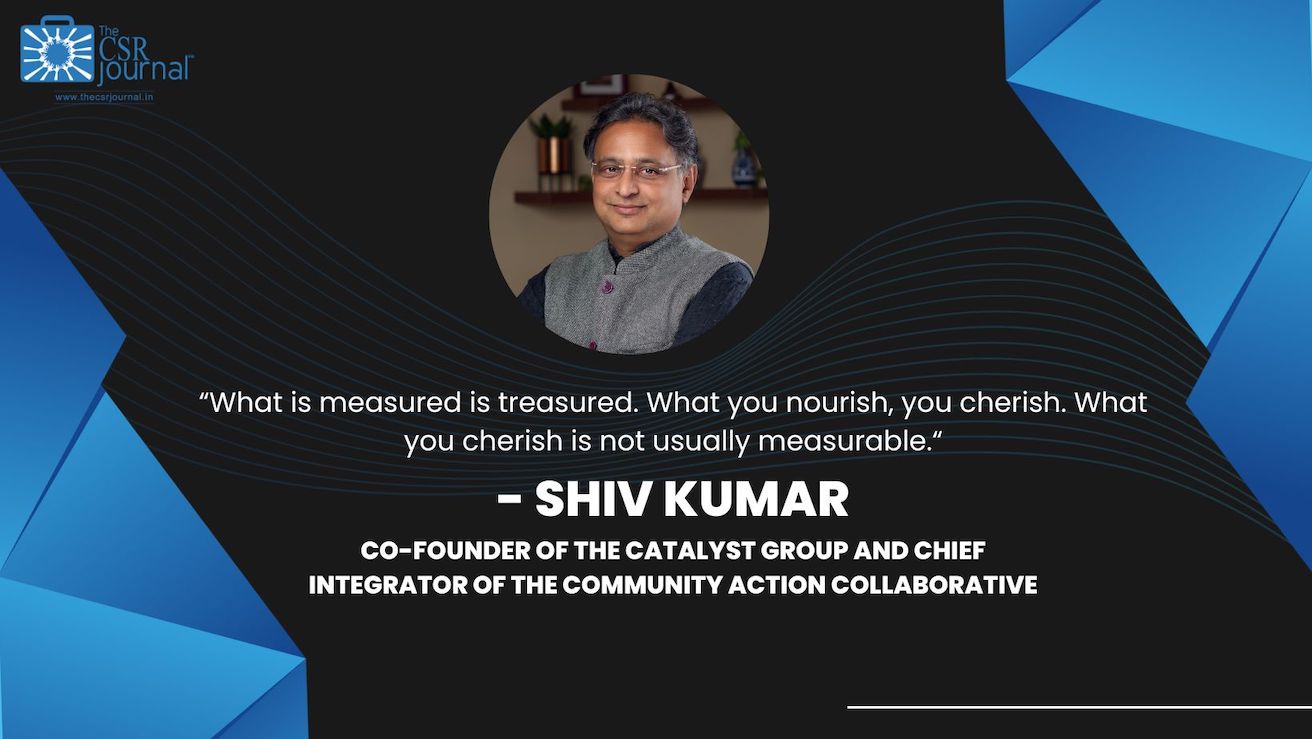 The
CSR
journal
www.thecsrjournal.in
“What is measured is treasured. What you nourish, you cherish. What
you cherish is not usually measurable.“
- SHIV KUMAR
CO-FOUNDER OF THE CATALYST GROUP AND CHIEF
INTEGRATOR OF THE COMMUNITY ACTION COLLABORATIVE